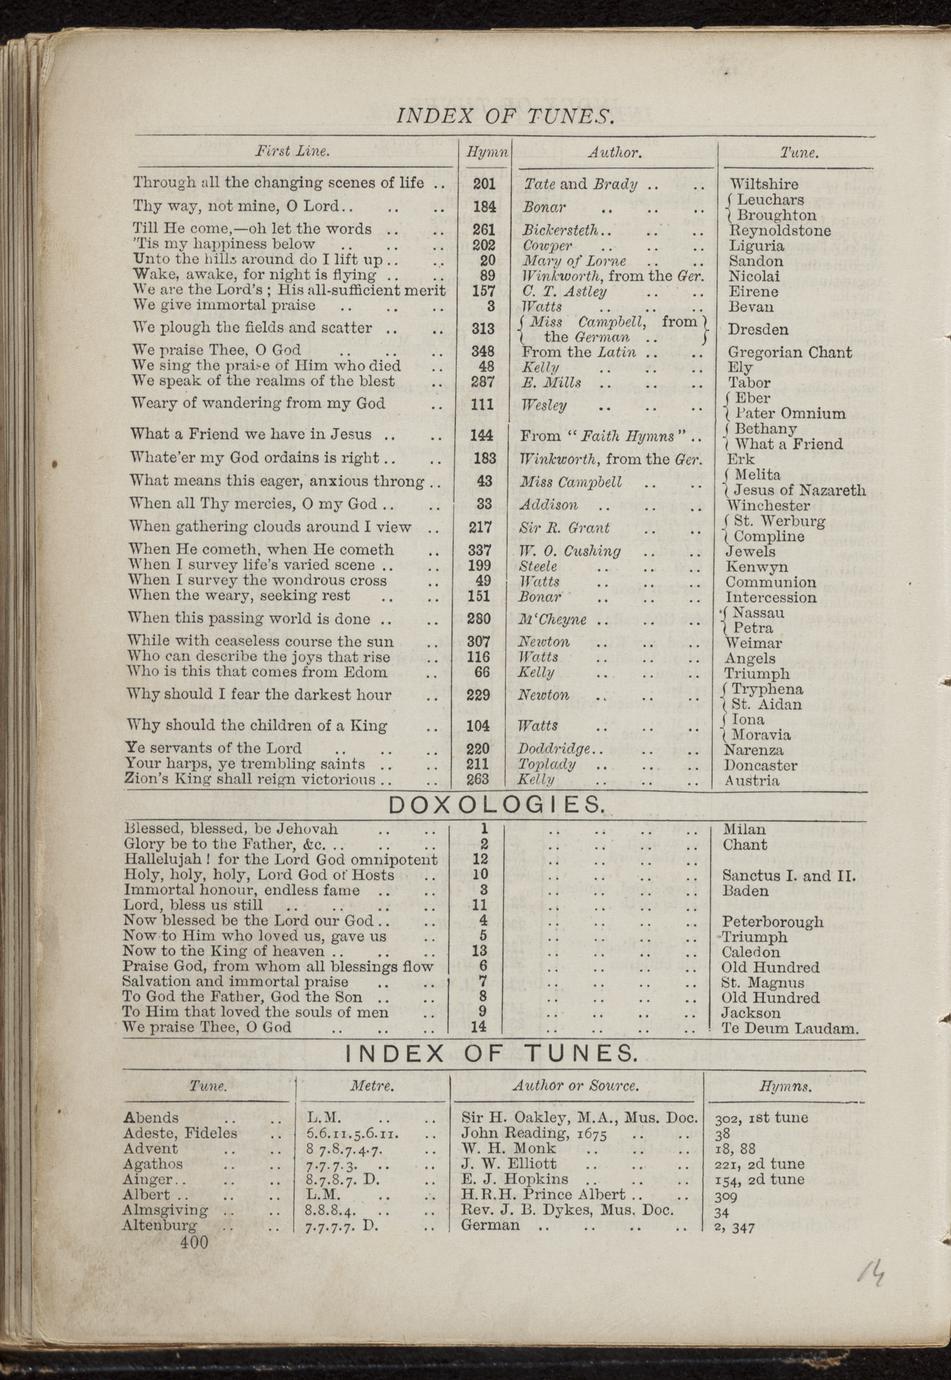 INDEX OF TUNES.
First Line. Hymn Author. Tune.
Through all the changing scenes of life .. 201 Tate and Brady .. .. Wiltshire
Thy way, not mine, O Lord.. .. .. 184 Bonar .. .. .. { Leuchars
{ Broughton
Till He come,—oh let the words .. .. 261 Bickersteth.. .. .. Reynoldstone
'Tis my happiness below .. .. .. 202 Cowper .. .. .. Liguria
Unto the hills around do I lift up .. .. 20 Mary of Lorne .. .. Sandon
Wake, awake, for night is flying .. .. 89 Winkworth, from the Ger. Nicolai
We are the Lord's ; His all-sufficient merit 157 C. T. Astley .. .. Eirene
We give immortal praise .. .. .. 3 Watts .. .. .. Bevan
We plough the fields and scatter .. .. 313 { Miss Campbell, from } Dresden
{ the German .. }
We praise Thee, O God .. .. .. 348 From the Latin .. .. Gregorian Chant
We sing the praise of Him who died .. 48 Kelly .. .. .. Ely
We speak of the realms of the blest .. 287 E. Mills .. .. .. Tabor
Weary of wandering from my God .. 111 Wesley .. .. .. { Eber
{ Pater Omnium
What a Friend we have in Jesus .. .. 144 From “ Faith Hymns ” .. { Bethany
{ What a Friend
Whate'er my God ordains is right .. .. 183 Winkworth, from the Ger. Erk
What means this eager, anxious throng .. 43 Miss Campbell .. .. { Melita
{ Jesus of Nazareth
When all Thy mercies, O my God .. .. 33 Addison .. .. .. Winchester
When gathering clouds around I view .. 217 Sir R. Grant .. .. { St. Werburg
{ Compline
When He cometh, when He cometh .. 337 W. O. Cushing .. .. Jewels
When I survey life's varied scene .. .. 199 Steele .. .. .. Kenwyn
When I survey the wondrous cross .. 49 Watts .. .. .. Communion
When the weary, seeking rest .. .. 151 Bonar .. .. .. Intercession
When this passing world is done .. .. 280 M'Cheyne .. .. .. { Nassau
{ Petra
While with ceaseless course the sun .. 307 Newton .. .. .. Weimar
Who can describe the joys that rise .. 116 Watts .. .. .. Angels
Who is this that comes from Edom .. 66 Kelly .. .. .. Triumph
Why should I fear the darkest hour .. 229 Newton .. .. .. { Tryphena
{ St. Aidan
Why should the children of a King .. 104 Watts .. .. .. { Iona
{ Moravia
Ye servants of the Lord .. .. .. 220 Doddridge.. .. .. Narenza
Your harps, ye trembling saints .. .. 211 Toplady .. .. .. Doncaster
Zion's King shall reign victorious .. .. 263 Kelly .. .. .. Austria
DOXOLOGIES.
Blessed, blessed, be Jehovah .. .. 1 .. .. .. .. Milan
Glory be to the Father, &c. .. .. .. 2 .. .. .. .. Chant
Hallelujah ! for the Lord God omnipotent 12 .. .. .. ..
Holy, holy, holy, Lord God of Hosts .. 10 .. .. .. .. Sanctus I. and II.
Immortal honour, endless fame .. .. 3 .. .. .. .. Baden
Lord, bless us still .. .. .. .. 11 .. .. .. ..
Now blessed be the Lord our God .. .. 4 .. .. .. .. Peterborough
Now to Him who loved us, gave us .. 5 .. .. .. .. Triumph
Now to the King of heaven .. .. .. 13 .. .. .. .. Caledon
Praise God, from whom all blessings flow 6 .. .. .. .. Old Hundred
Salvation and immortal praise .. .. 7 .. .. .. .. St. Magnus
To God the Father, God the Son .. .. 8 .. .. .. .. Old Hundred
To Him that loved the souls of men .. 9 .. .. .. .. Jackson
We praise Thee, O God .. .. .. 14 .. .. .. .. Te Deum Laudam.
INDEX OF TUNES.
Tune. Metre. Author or Source. Hymns.
Abends .. .. L.M. .. .. Sir H. Oakley, M.A., Mus. Doc. 302, 1st tune
Adeste, Fideles .. 6.6.11.5.6.11. .. John Reading, 1675 .. .. 38
Advent .. .. 8 7.8.7.4.7. .. W. H. Monk .. .. .. 18, 88
Agathos .. .. 7.7.7.3. .. .. J. W. Elliott .. .. .. 221, 2d tune
Ainger.. .. .. 8.7.8.7. D. .. E. J. Hopkins .. .. .. 154, 2d tune
Albert .. .. .. L.M. .. .. H.R.H. Prince Albert .. .. 309
Almsgiving .. .. 8.8.8.4. .. .. Rev. J. B. Dykes, Mus. Doc. 34
Altenburg .. .. 7.7.7.7. D. .. German .. .. .. .. 2, 347
400
14